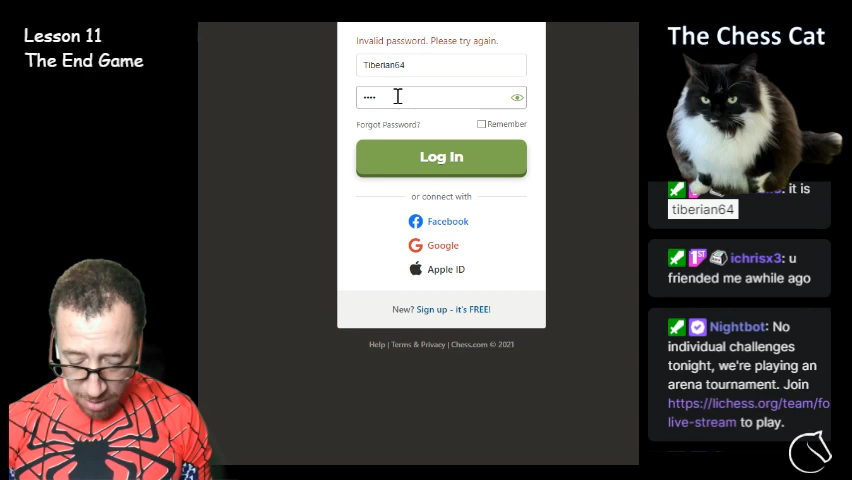 Lesson 11
The End Game
Invalid password. Please try again.
Tiberian64
Forgot Password?
Remember
Log In
or connect with
Facebook
Google
Apple ID
New? Sign up - it's FREE!
Help | Terms & Privacy | Chess.com © 2021
The Chess Cat
it is
tiberian64
1ST ichrisx3: u
friended me awhile ago
Nightbot: No
individual challenges
tonight, we're playing an
arena tournament. Join
https://lichess.org/team/fo
live-stream to play.